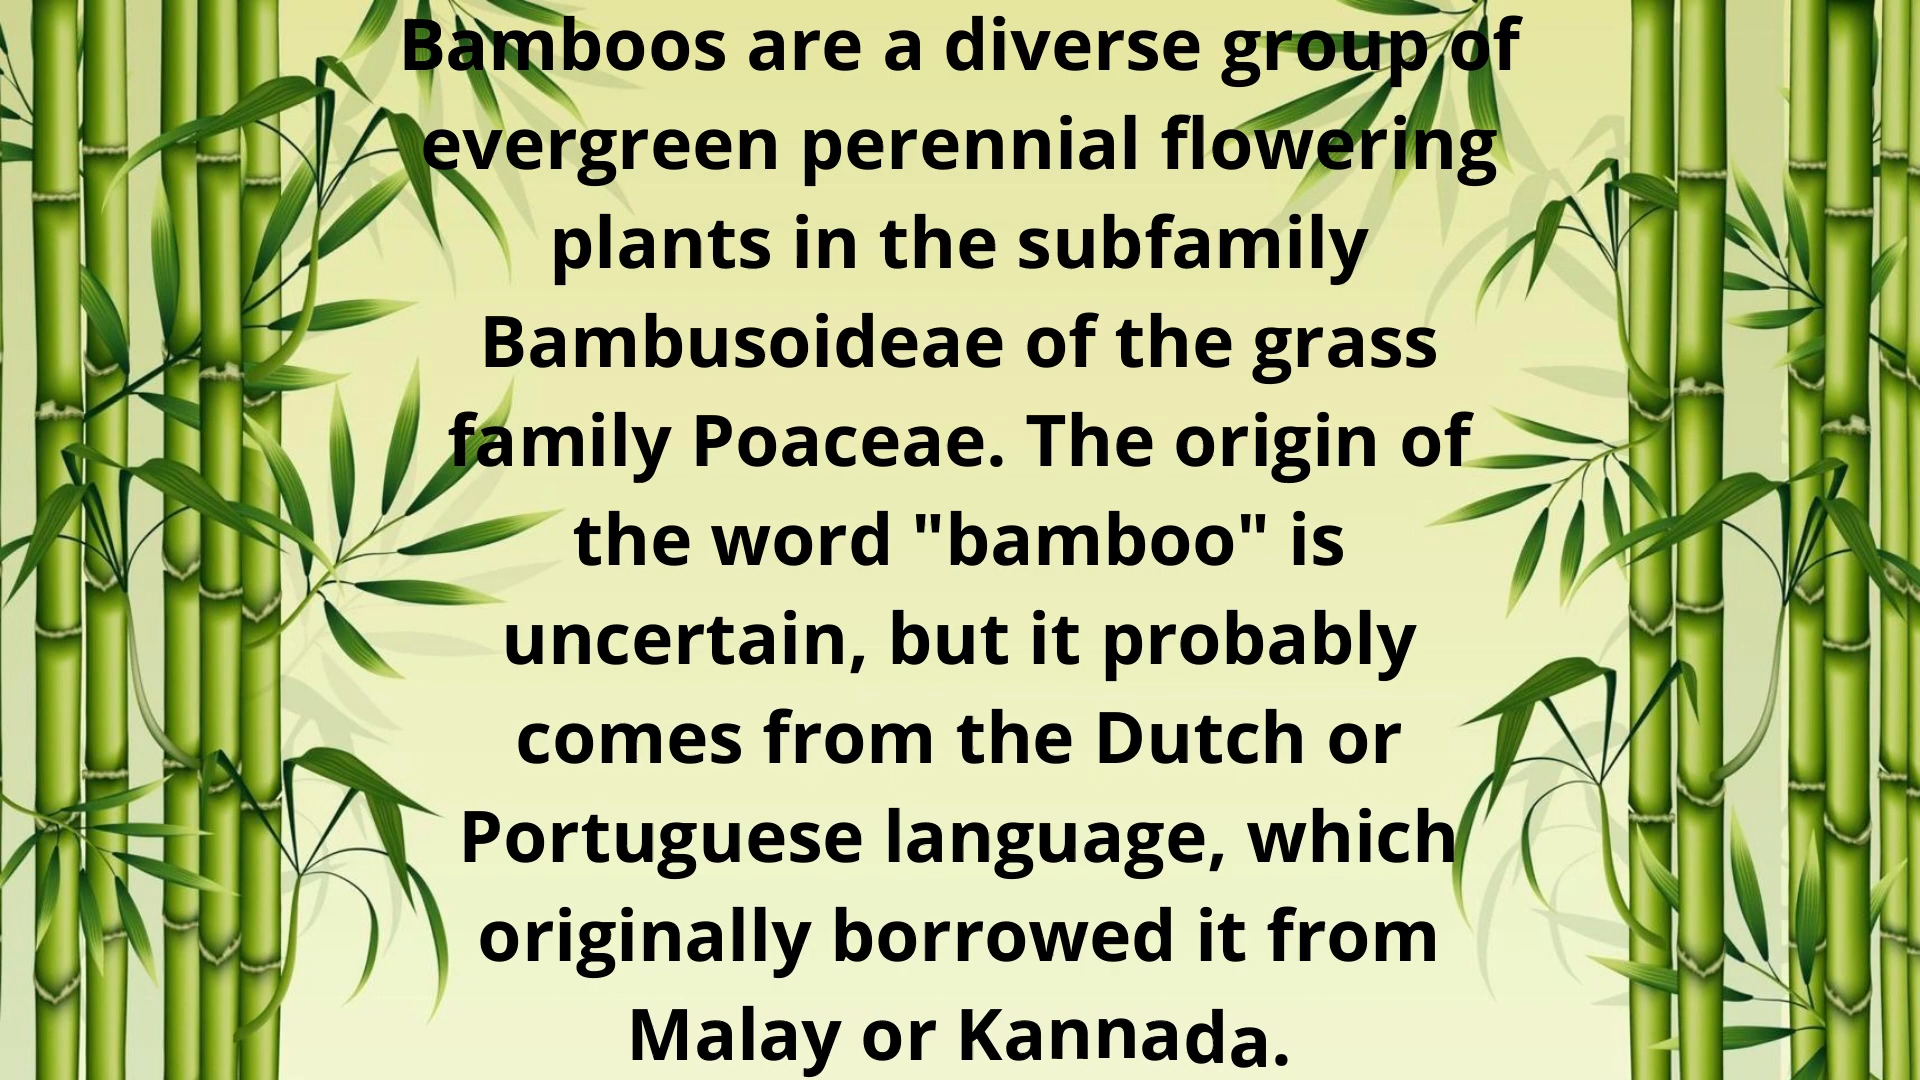 Bamboos are a diverse group of
evergreen perennial flowering
plants in the subfamily
Bambusoideae of the grass
family Poaceae. The origin of
the word "bamboo" is
uncertain, but it probably
comes from the Dutch or
Portuguese language, which
originally borrowed it from
Malay or Kannada.